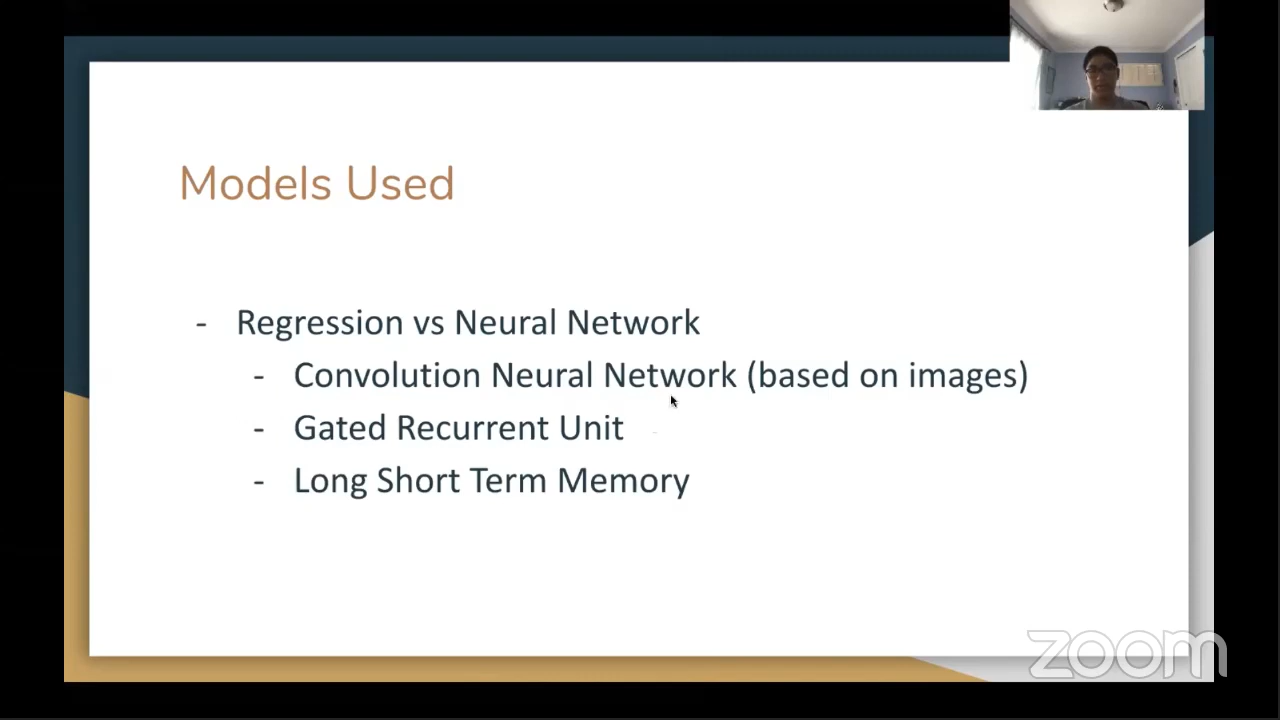 Models Used
- Regression vs Neural Network
- Convolution Neural Network (based on images)
- Gated Recurrent Unit
- Long Short Term Memory
zoom